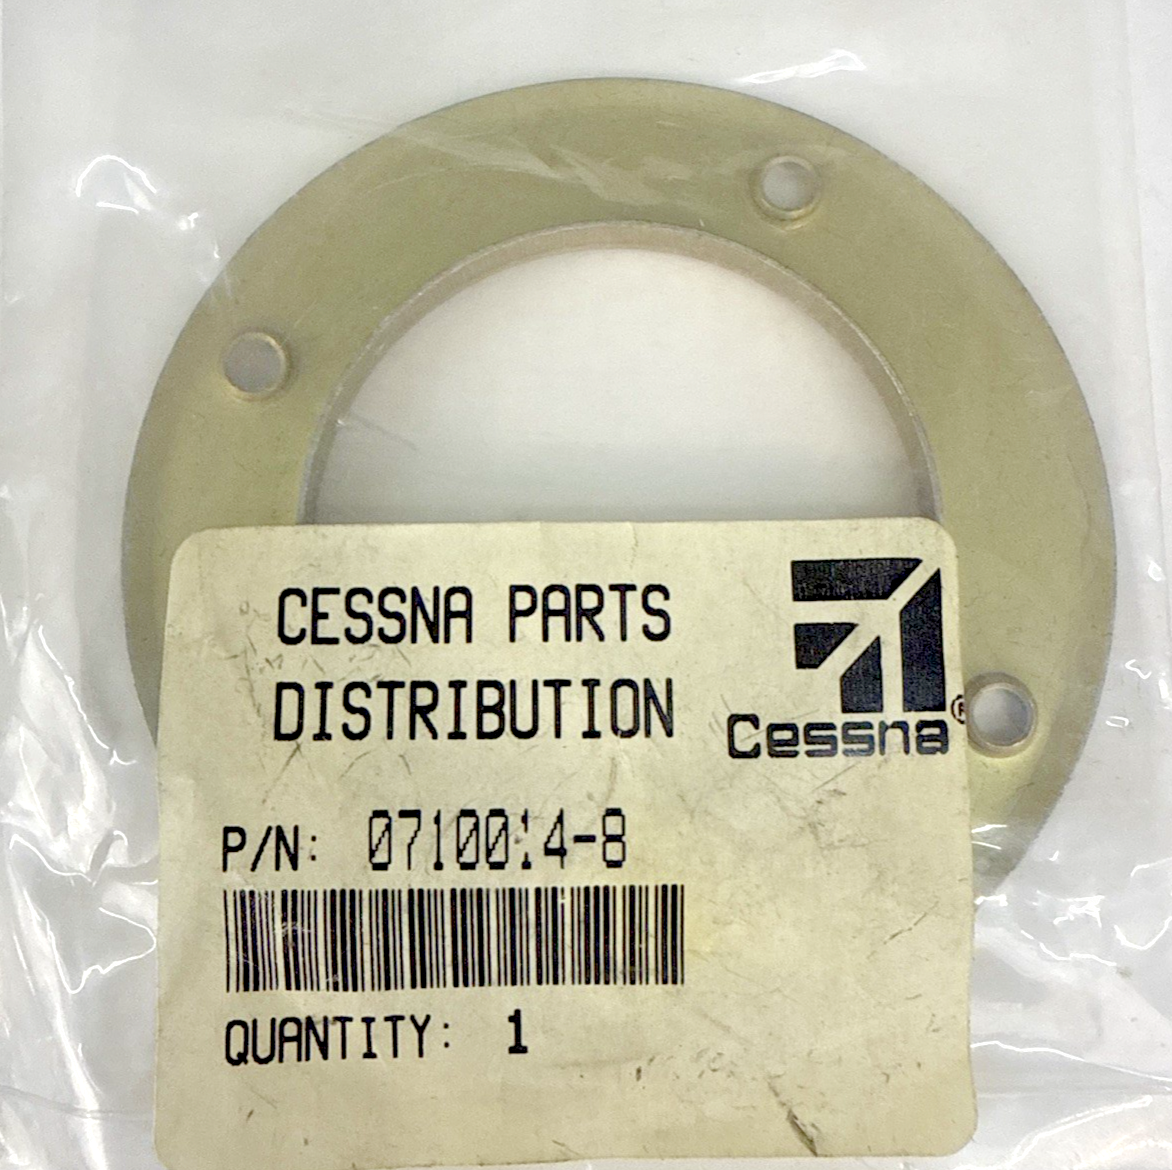 CESSNA PARTS
DISTRIBUTION
Cessna®
P/N: 0710014-8
QUANTITY: 1